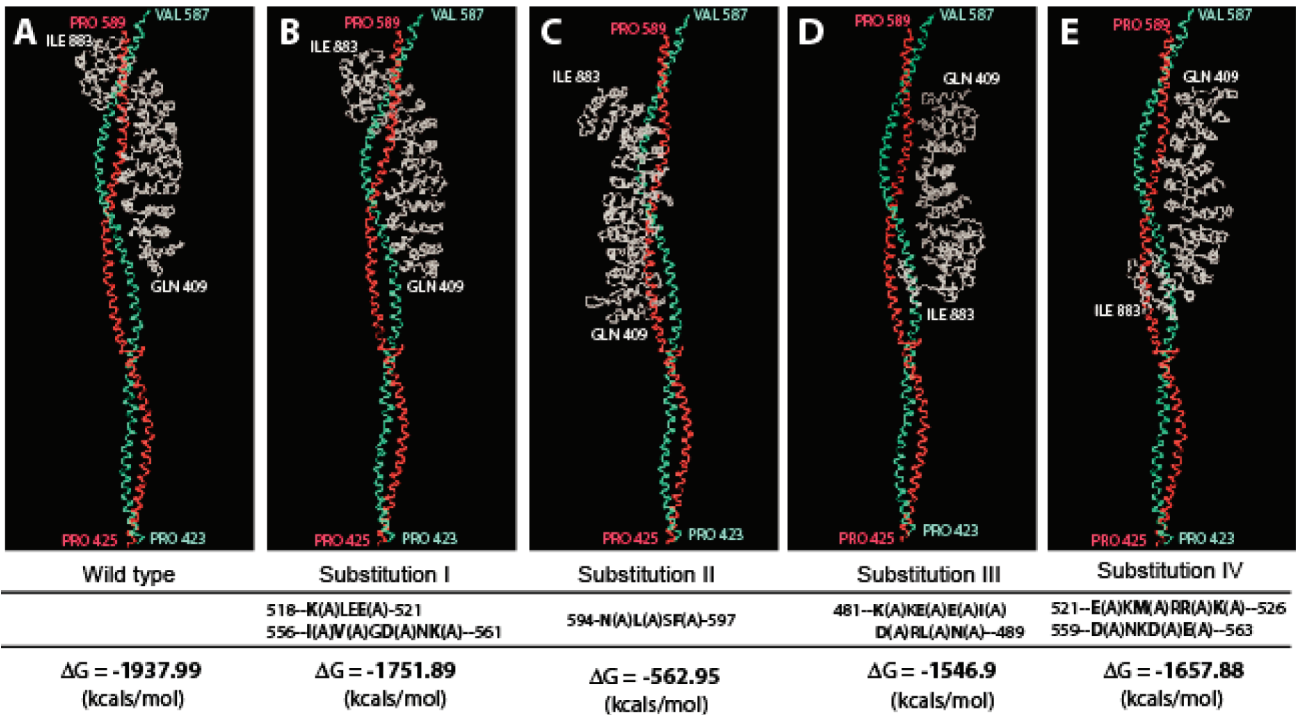 A
PRO 589
VAL 587
ILE 883
GLN 409
PRO 425
PRO 423
B
PRO 589
VAL 587
ILE 883
GLN 409
PRO 425
PRO 423
C
PRO 589
VAL 587
ILE 883
GLN 409
PRO 425
PRO 423
D
PRO 589
VAL 587
GLN 409
ILE 883
PRO 425
PRO 423
E
PRO 589
VAL 587
GLN 409
ILE 883
PRO 425
PRO 423
Wild type
Substitution I
Substitution II
Substitution III
Substitution IV
518--K(A)LEE(A)-521
556--I(A)V(A)GD(A)NK(A)--561
594-N(A)L(A)SF(A)-597
481--K(A)KE(A)E(A)I(A)
D(A)RL(A)N(A)--489
521--E(A)KM(A)RR(A)K(A)--526
559--D(A)NKD(A)E(A)--563
ΔG = -1937.99
(kcals/mol)
ΔG = -1751.89
(kcals/mol)
ΔG = -562.95
(kcals/mol)
ΔG = -1546.9
(kcals/mol)
ΔG = -1657.88
(kcals/mol)